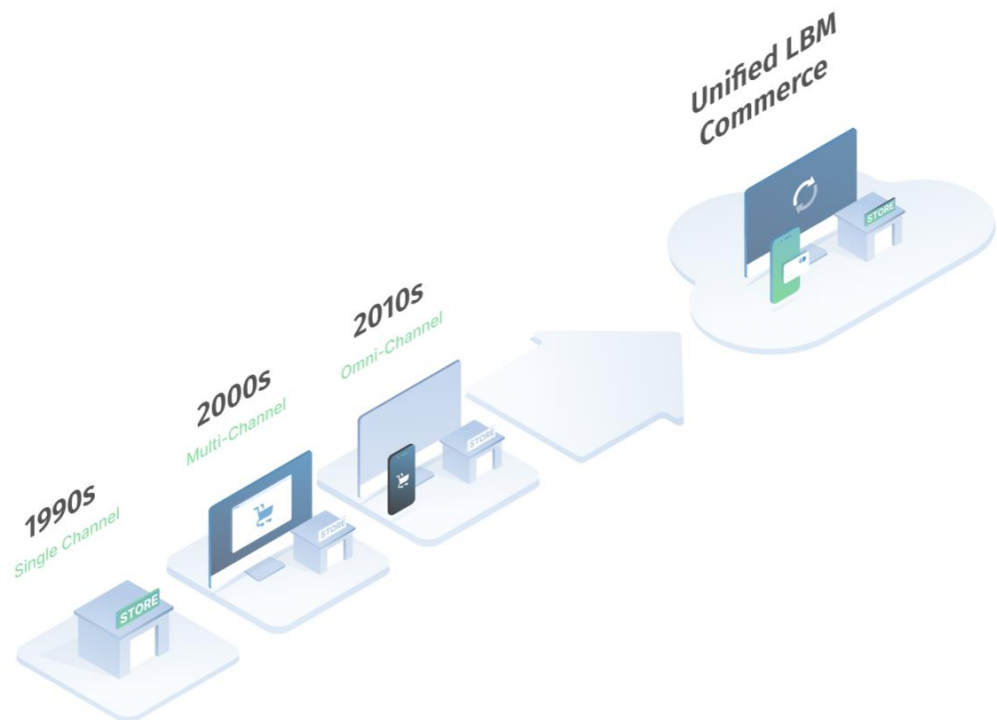 Unified LBM
Commerce
STORE
2010s
Omni-Channel
STORE
2000s
Multi-Channel
STORE
1990s
Single Channel
STORE